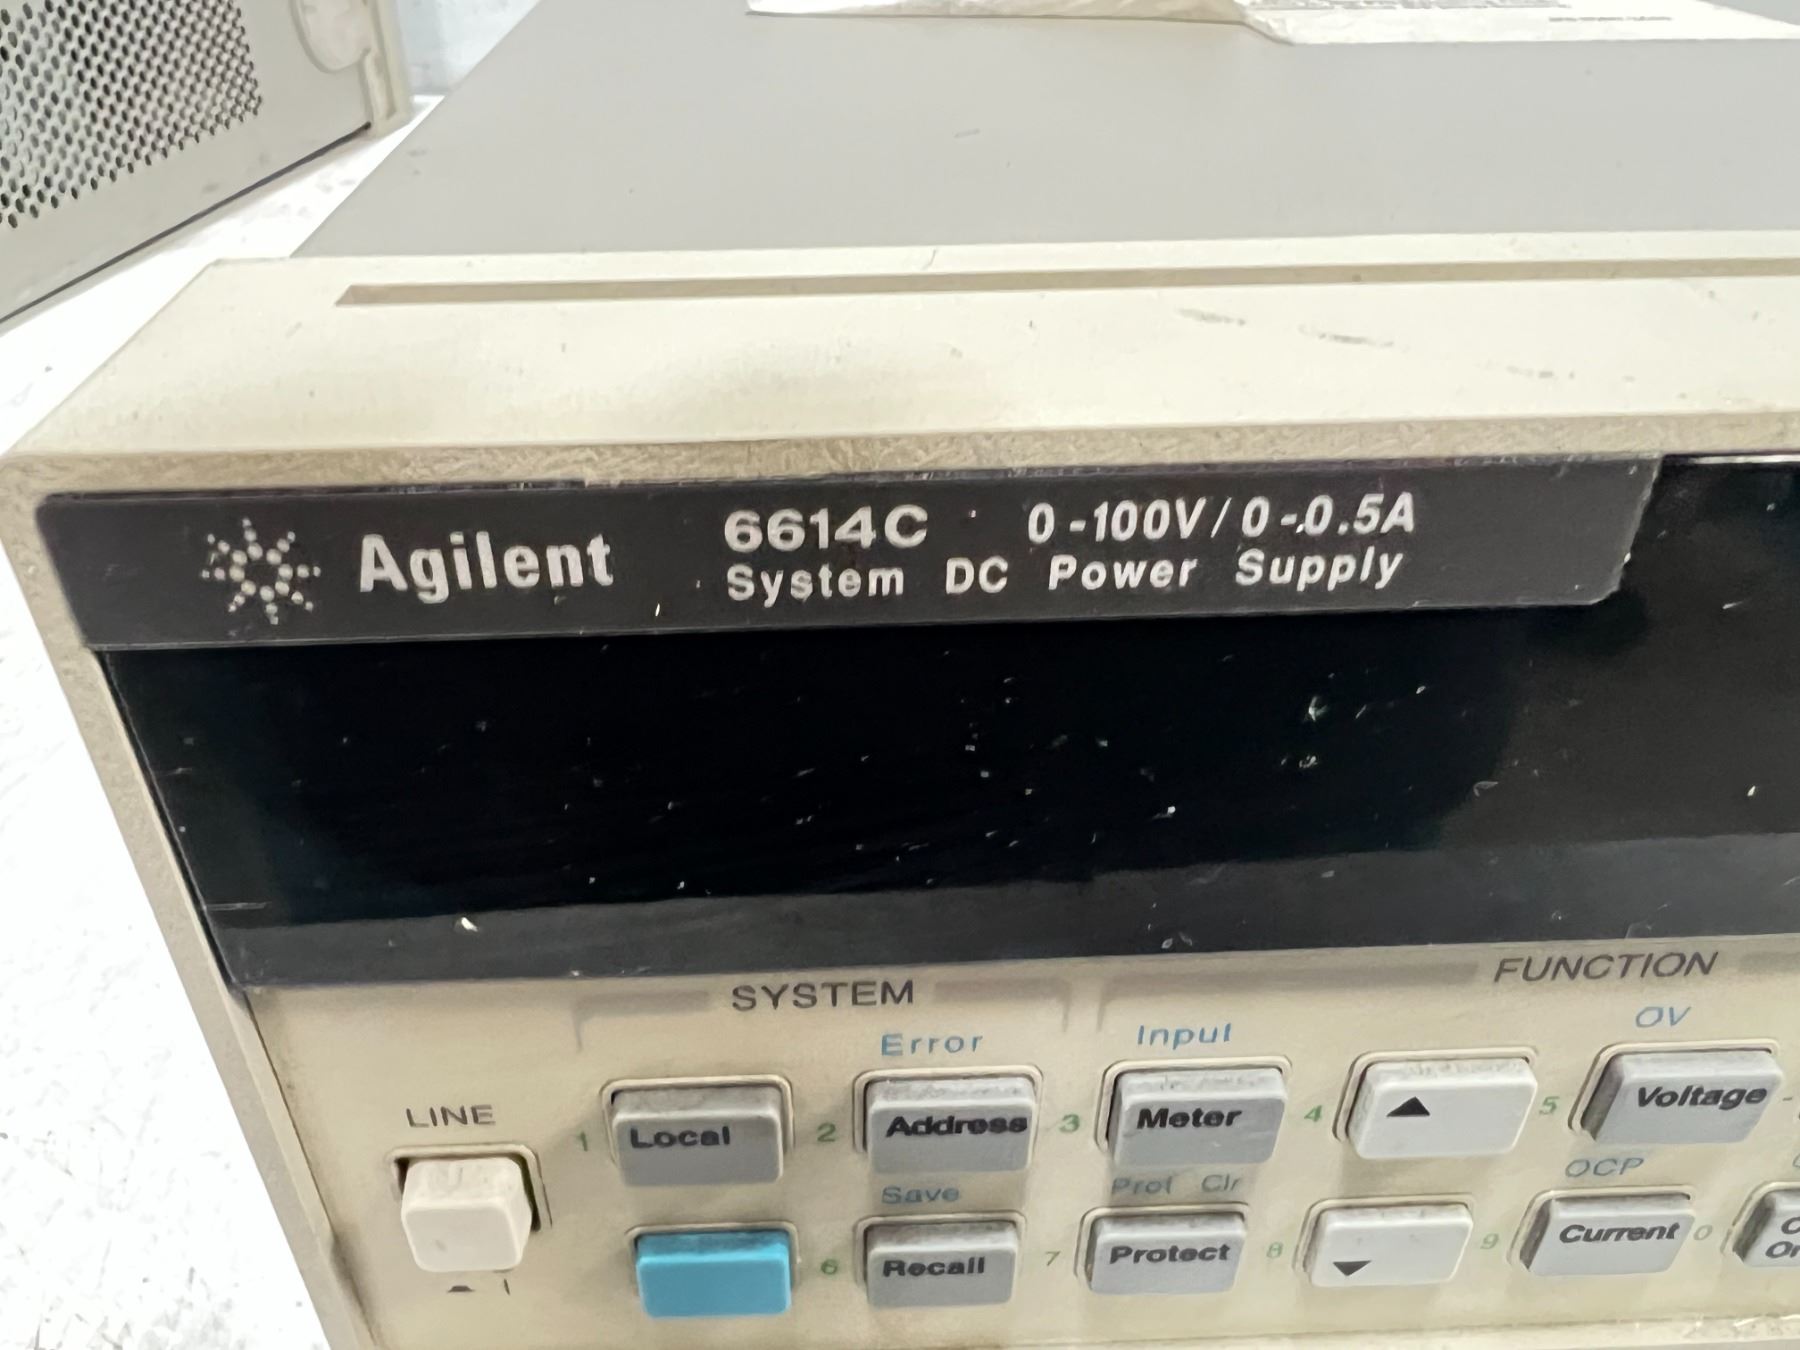 Agilent 6614C 0-100V/0-0.5A
System DC Power Supply
SYSTEM FUNCTION
Error Input OV
LINE 1 Local 2 Address 3 Meter 4 5 Voltage
Save Prot Clr OCP
6 Recall 7 Protect 8 9 Current 0